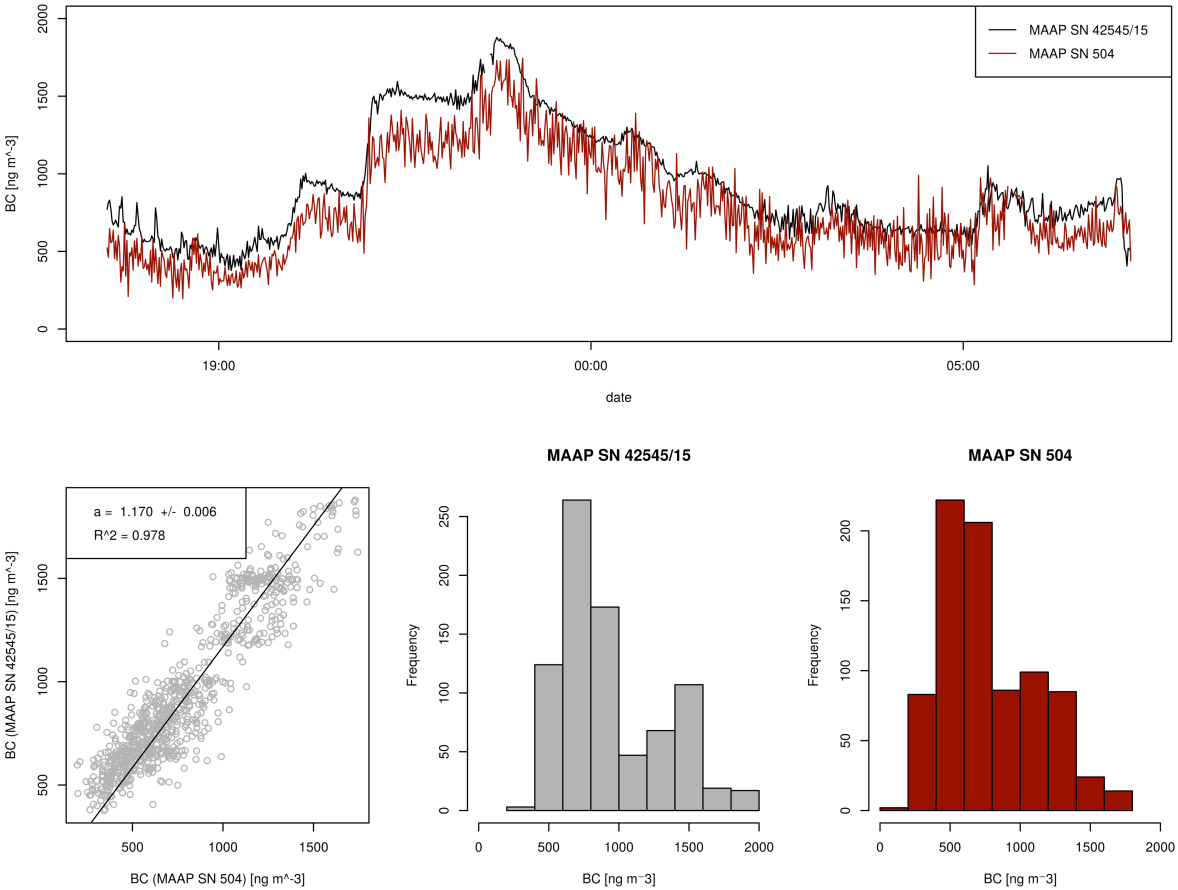 BC [ng m^-3]
2000
1500
1000
500
0
MAAP SN 42545/15
MAAP SN 504
19:00
00:00
05:00
date
BC (MAAP SN 42545/15) [ng m^-3]
1500
1000
500
a = 1.170 +/- 0.006
R^2 = 0.978
500
1000
1500
BC (MAAP SN 504) [ng m^-3]
MAAP SN 42545/15
Frequency
250
200
150
100
50
0
0
500
1000
1500
2000
BC [ng m−3]
MAAP SN 504
Frequency
200
150
100
50
0
0
500
1000
1500
2000
BC [ng m−3]